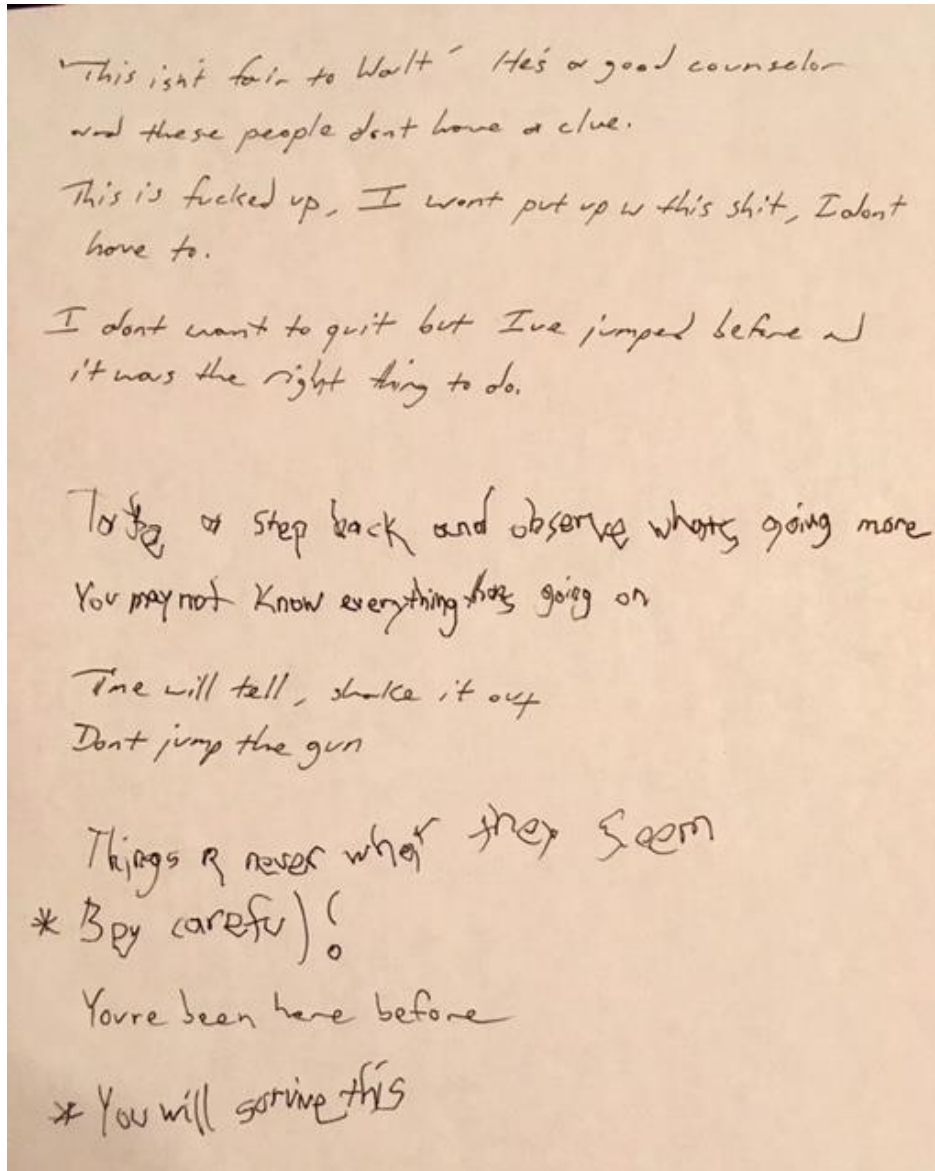 "This isn't fair to Walt" He's a good counselor
and these people dont have a clue.
This is fucked up, I wont put up w this shit, I dont
have to.
I dont want to quit but Ive jumped before nd
it was the right thing to do.
Take a step back and observe whats going more
You may not know everything thats going on
Time will tell, shake it out
Dont jump the gun
Things R never what they seem
* Bey careful!
Youre been here before
* You will servive this